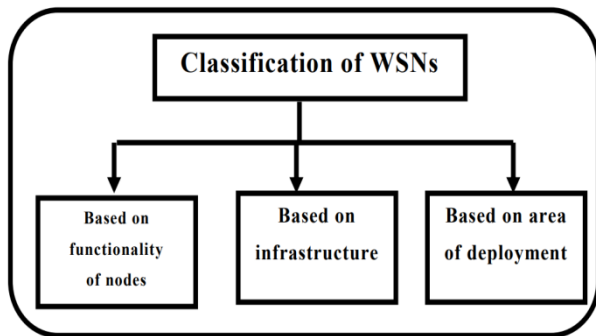 Classification of WSNs
Based on
functionality
of nodes
Based on
infrastructure
Based on area
of deployment